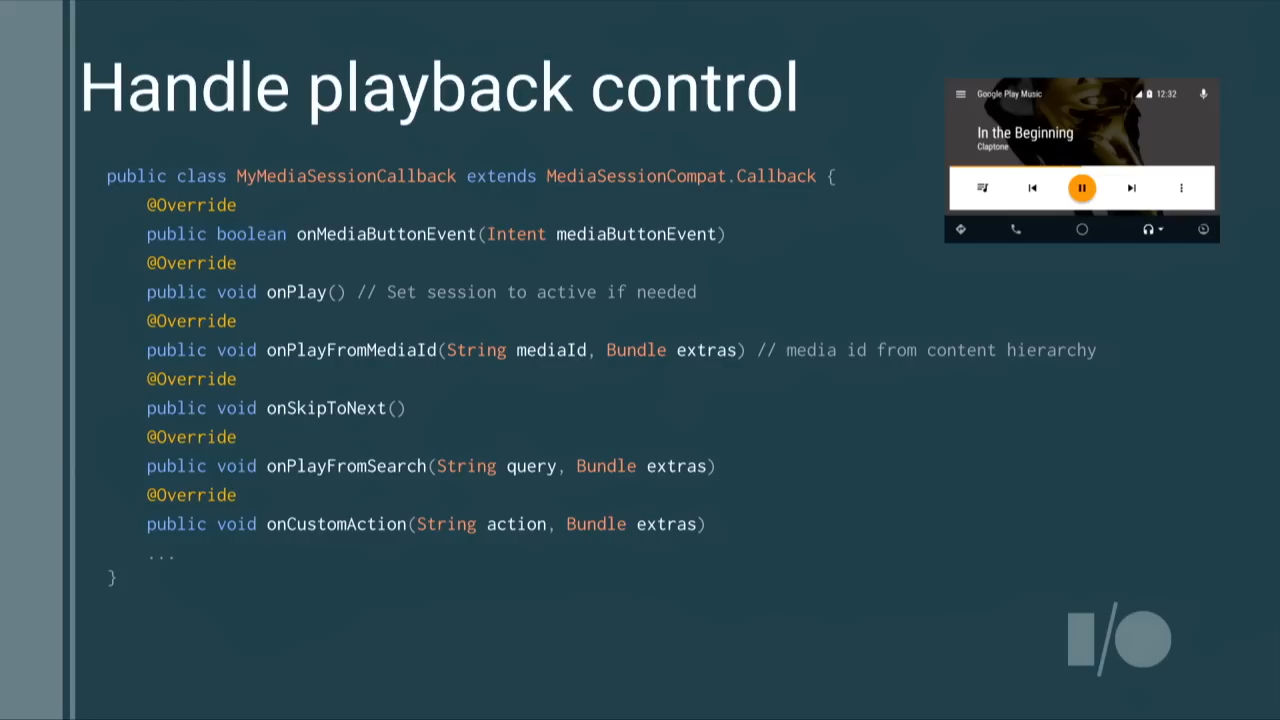 Handle playback control
Google Play Music
12:32
In the Beginning
Claptone
public class MyMediaSessionCallback extends MediaSessionCompat.Callback {
@Override
public boolean onMediaButtonEvent(Intent mediaButtonEvent)
@Override
public void onPlay() // Set session to active if needed
@Override
public void onPlayFromMediaId(String mediaId, Bundle extras) // media id from content hierarchy
@Override
public void onSkipToNext()
@Override
public void onPlayFromSearch(String query, Bundle extras)
@Override
public void onCustomAction(String action, Bundle extras)
...
}
I/O